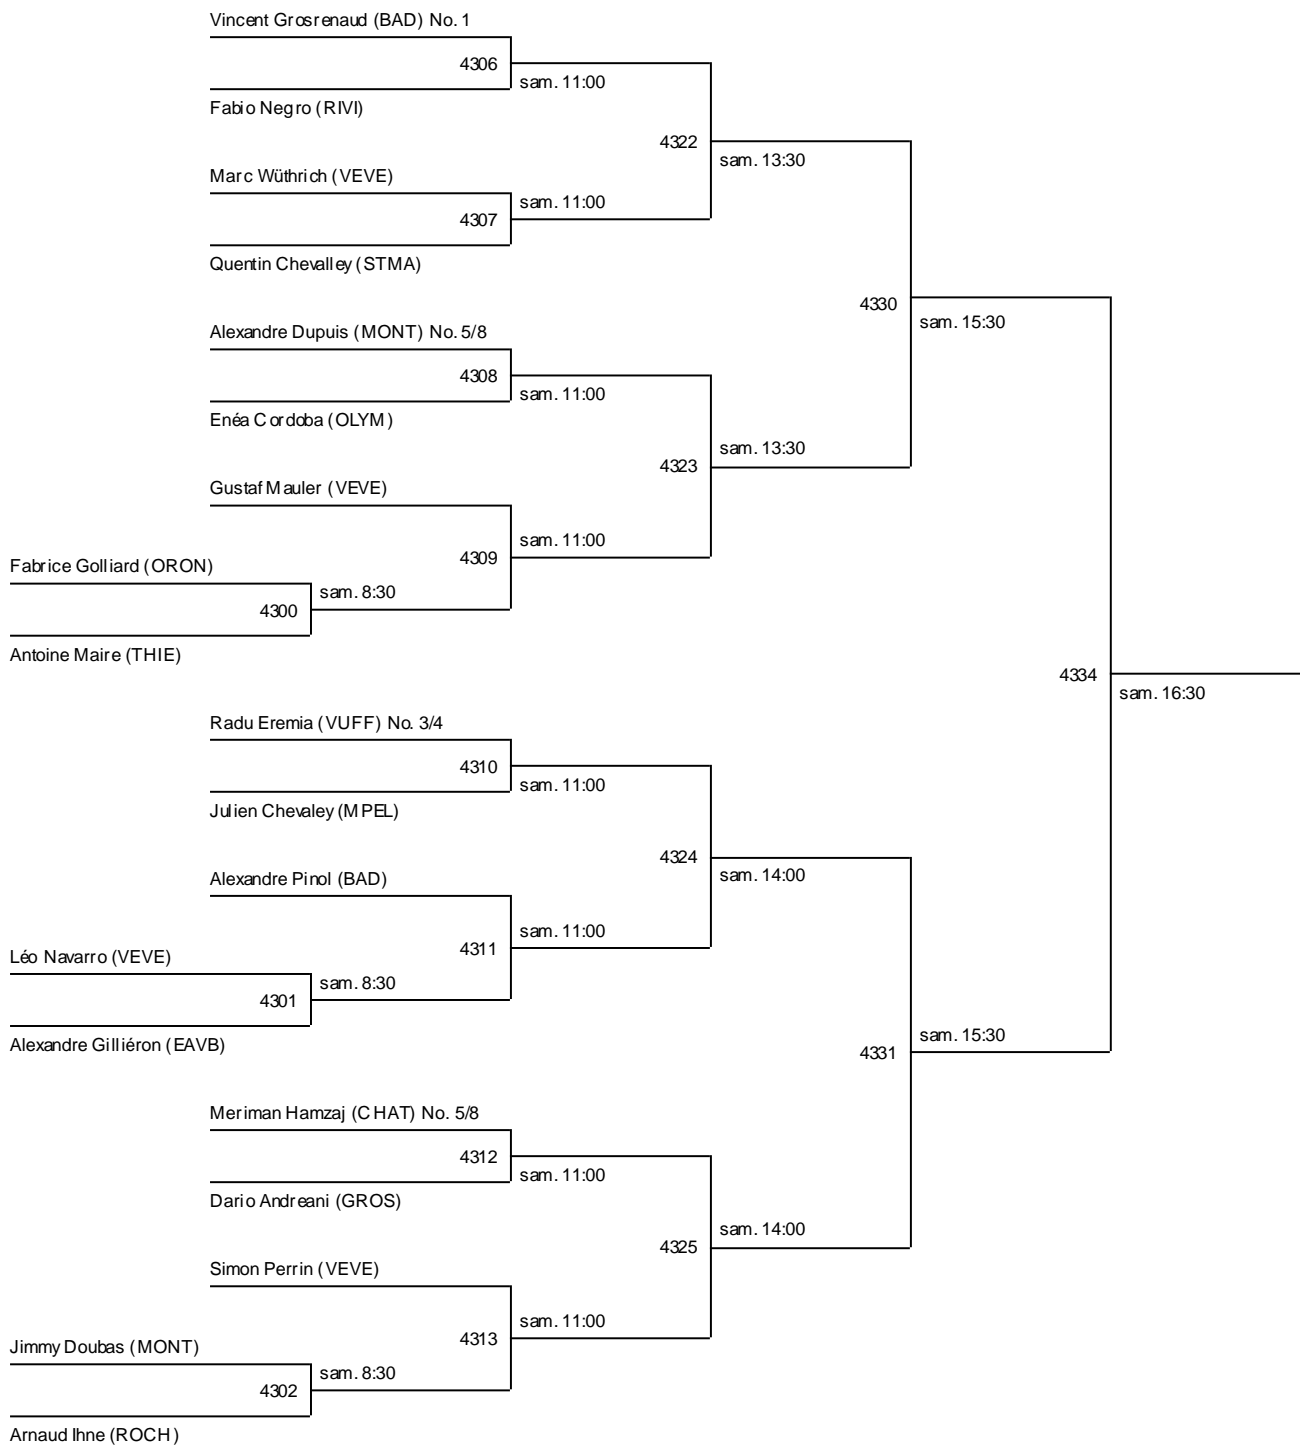 Vincent Grosrenaud (BAD) No. 1
4306
sam. 11:00
Fabio Negro (RIVI)
4322
sam. 13:30
Marc Wüthrich (VEVE)
sam. 11:00
4307
Quentin Chevalley (STMA)
4330
sam. 15:30
Alexandre Dupuis (MONT) No. 5/8
4308
sam. 11:00
Enéa Cordoba (OLYM)
sam. 13:30
4323
Gustaf Mauler (VEVE)
sam. 11:00
4309
Fabrice Golliard (ORON)
sam. 8:30
4300
Antoine Maire (THIE)
4334
sam. 16:30
Radu Eremia (VUFF) No. 3/4
4310
sam. 11:00
Julien Chevaley (MPEL)
4324
sam. 14:00
Alexandre Pinol (BAD)
sam. 11:00
4311
Léo Navarro (VEVE)
sam. 8:30
4301
Alexandre Gilliéron (EAVB)
sam. 15:30
4331
Meriman Hamzaj (CHAT) No. 5/8
4312
sam. 11:00
Dario Andreani (GROS)
sam. 14:00
4325
Simon Perrin (VEVE)
sam. 11:00
4313
Jimmy Doubas (MONT)
sam. 8:30
4302
Arnaud Ihne (ROCH)